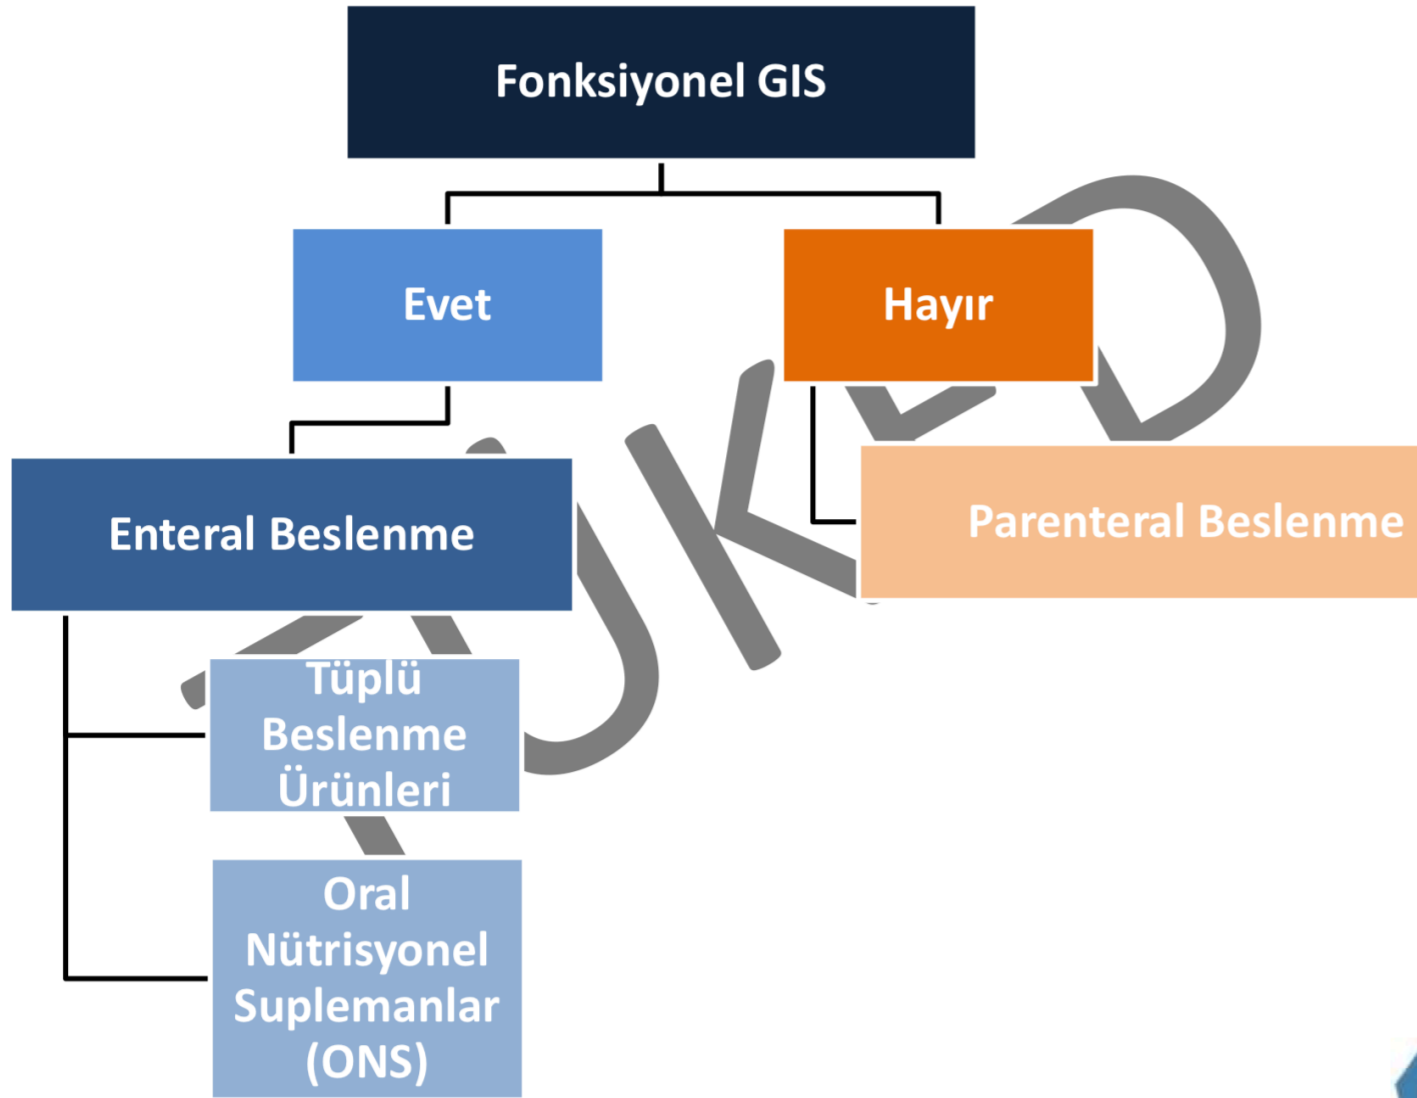 Fonksiyonel GIS
Evet
Hayır
Enteral Beslenme
Parenteral Beslenme
Tüplü
Beslenme
Ürünleri
Oral
Nütrisyonel
Suplemanlar
(ONS)